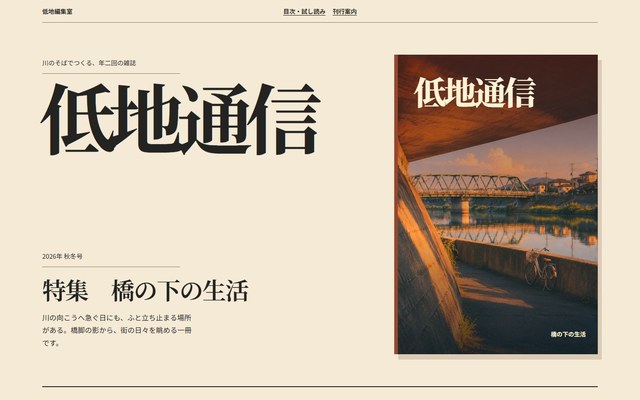 低地編集室
目次・試し読み 刊行案内
川のそばでつくる、年二回の雑誌
低地通信
2026年 秋冬号
特集 橋の下の生活
川の向こうへ急ぐ日にも、ふと立ち止まる場所
がある。橋脚の影から、街の日々を眺める一冊
です。
低地通信
橋の下の生活